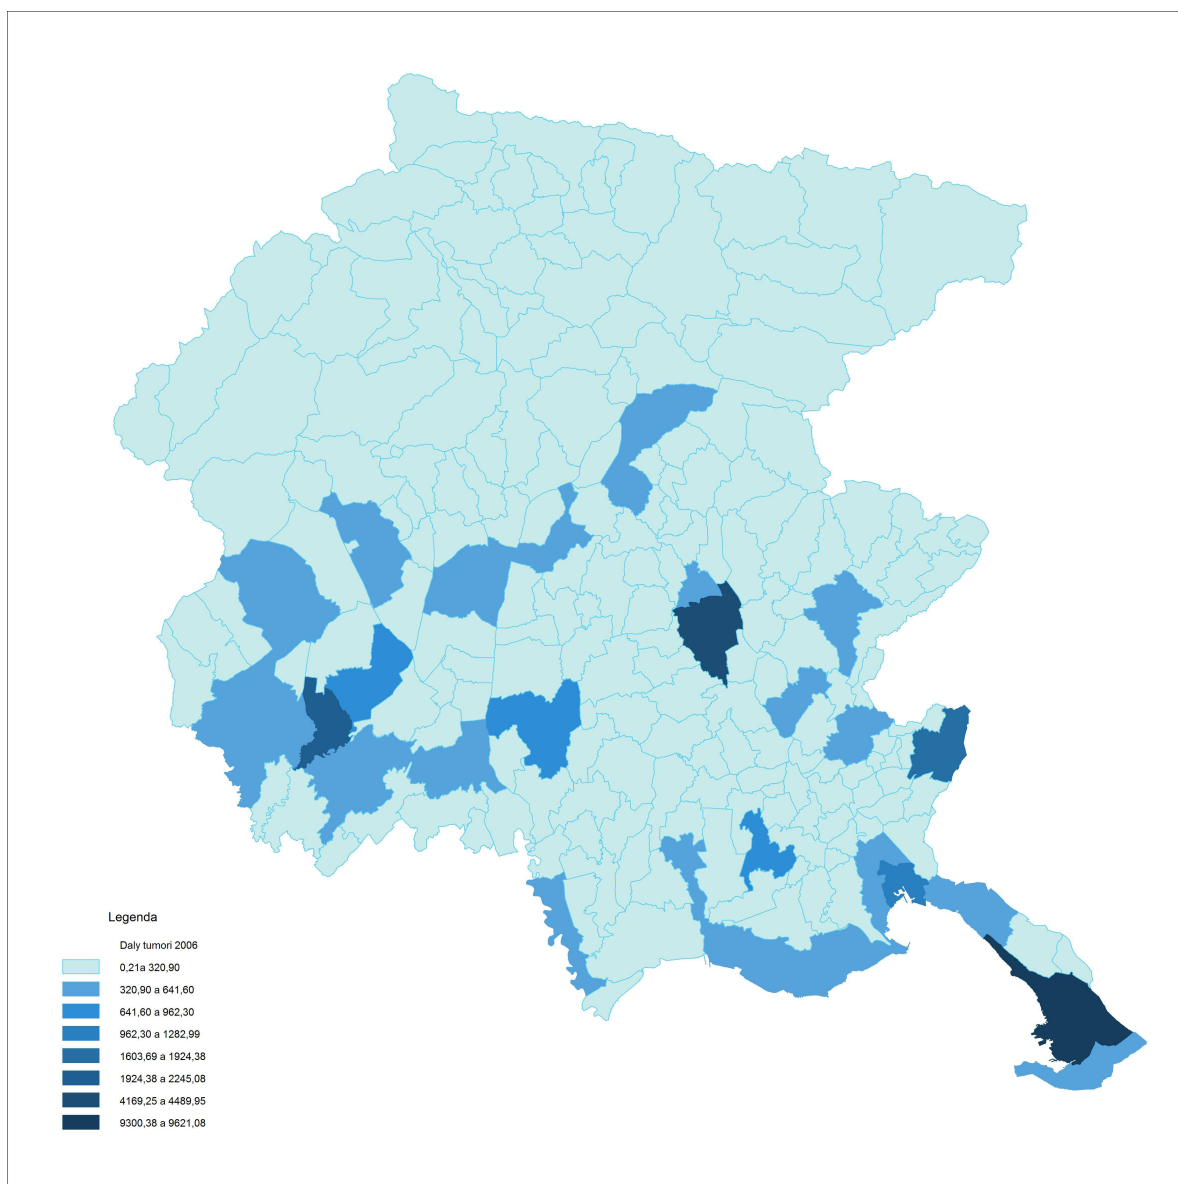 Legenda
Daly tumori 2006
0,21a 320,90
320,90 a 641,60
641,60 a 962,30
962,30 a 1282,99
1603,69 a 1924,38
1924,38 a 2245,08
4169,25 a 4489,95
9300,38 a 9621,08